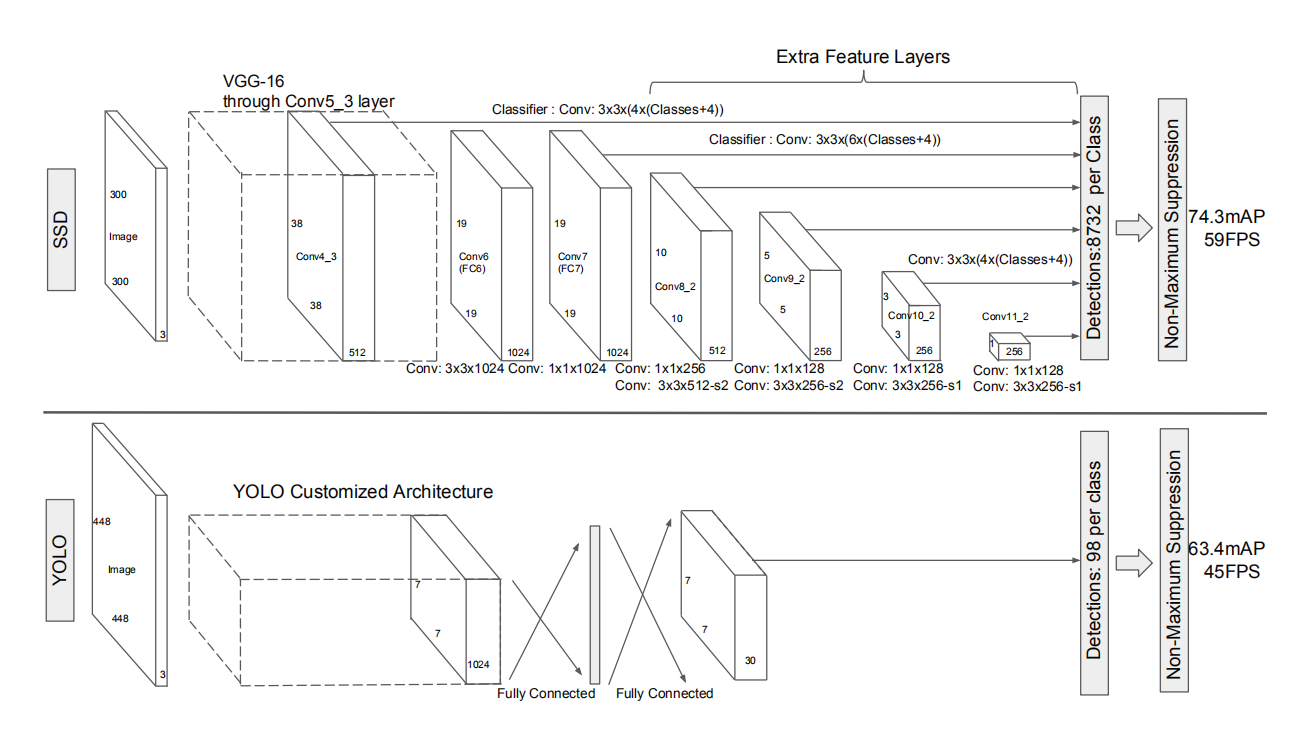 Extra Feature Layers
VGG-16
through Conv5_3 layer
Classifier : Conv: 3x3x(4x(Classes+4))
Classifier : Conv: 3x3x(6x(Classes+4))
SSD
300
Image
300
3
38
Conv4_3
38
512
19
Conv6
(FC6)
19
1024
19
Conv7
(FC7)
19
1024
10
Conv8_2
10
512
5
Conv9_2
5
256
Conv: 3x3x(4x(Classes+4))
3
Conv10_2
3
256
Conv11_2
1
256
Conv: 3x3x1024
Conv: 1x1x1024
Conv: 1x1x256
Conv: 3x3x512-s2
Conv: 1x1x128
Conv: 3x3x256-s2
Conv: 1x1x128
Conv: 3x3x256-s1
Conv: 1x1x128
Conv: 3x3x256-s1
Detections:8732 per Class
Non-Maximum Suppression
74.3mAP
59FPS
YOLO
448
Image
448
3
YOLO Customized Architecture
7
7
1024
Fully Connected
Fully Connected
7
7
30
Detections: 98 per class
Non-Maximum Suppression
63.4mAP
45FPS